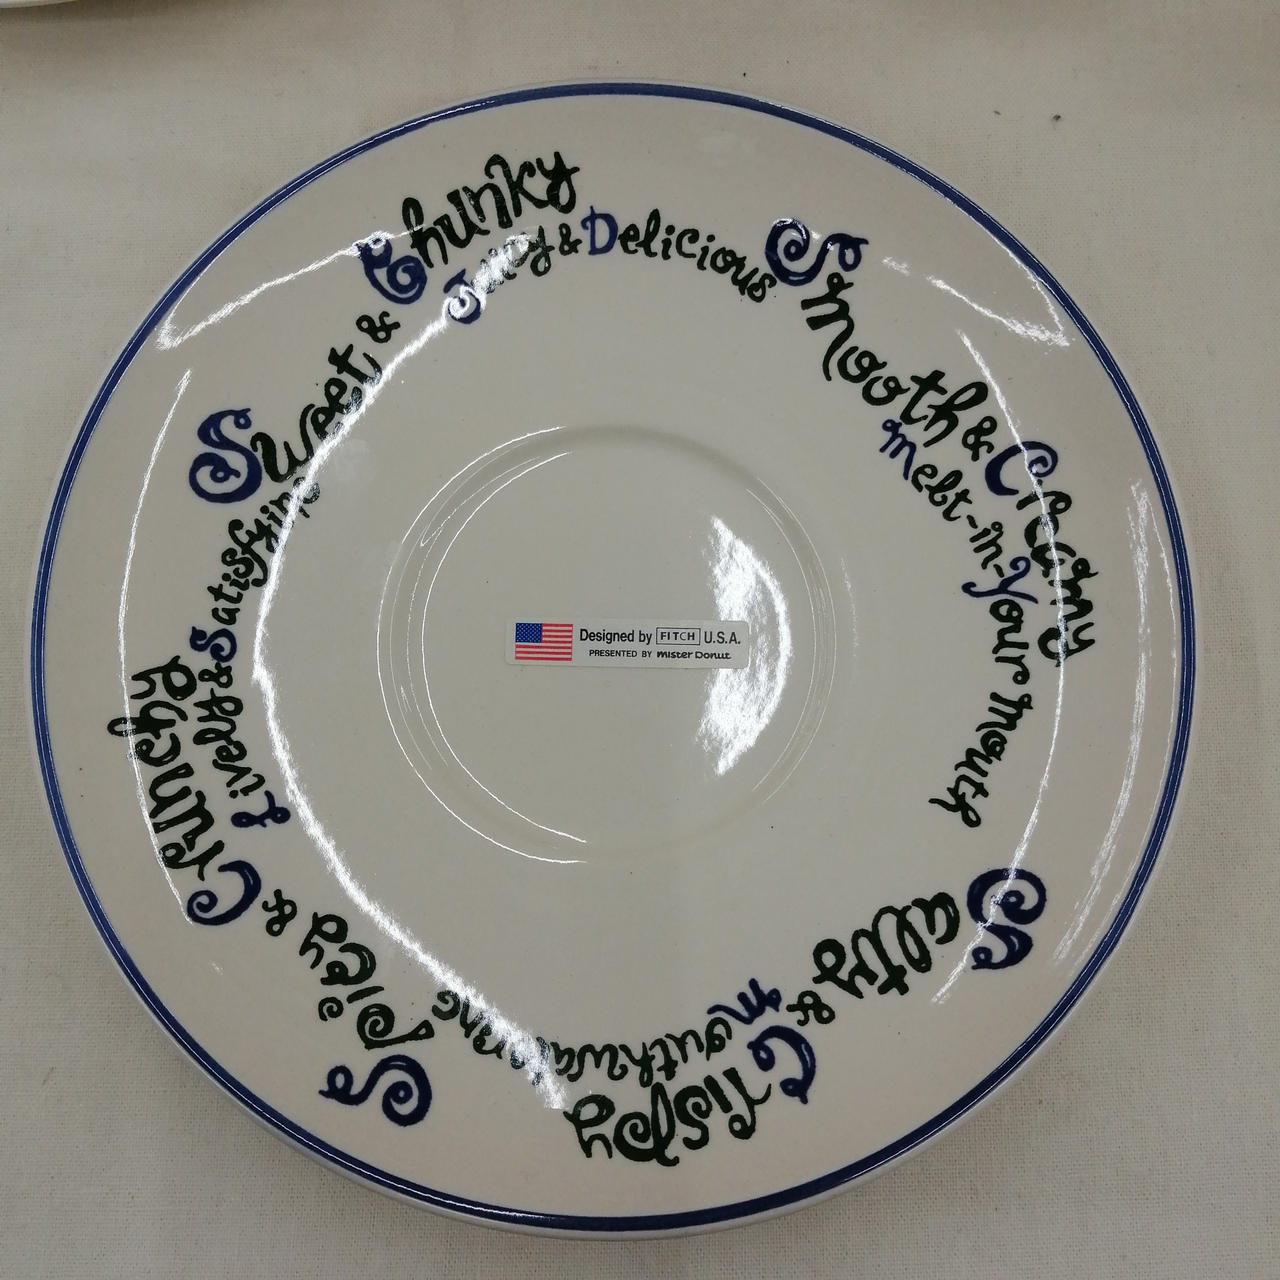 Sweet & Chunky
Juicy & Delicious
Smooth & Creamy
Melt-in-Your mouth
Salty & Crispy
mouthwatering
Spicy & Crunchy
Lively & Satisfying
Designed by FITCH U.S.A.
PRESENTED BY mister Donut